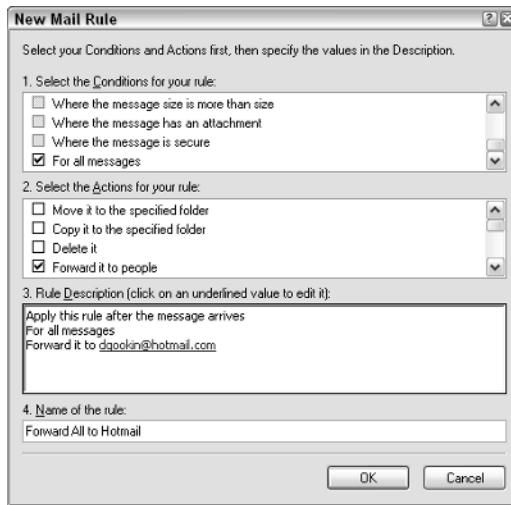 New Mail Rule
Select your Conditions and Actions first, then specify the values in the Description.
1. Select the Conditions for your rule:
Where the message size is more than size
Where the message has an attachment
Where the message is secure
For all messages
2. Select the Actions for your rule:
Move it to the specified folder
Copy it to the specified folder
Delete it
Forward it to people
3. Rule Description (click on an underlined value to edit it):
Apply this rule after the message arrives
For all messages
Forward it to dgookin@hotmail.com
4. Name of the rule:
Forward All to Hotmail
OK Cancel